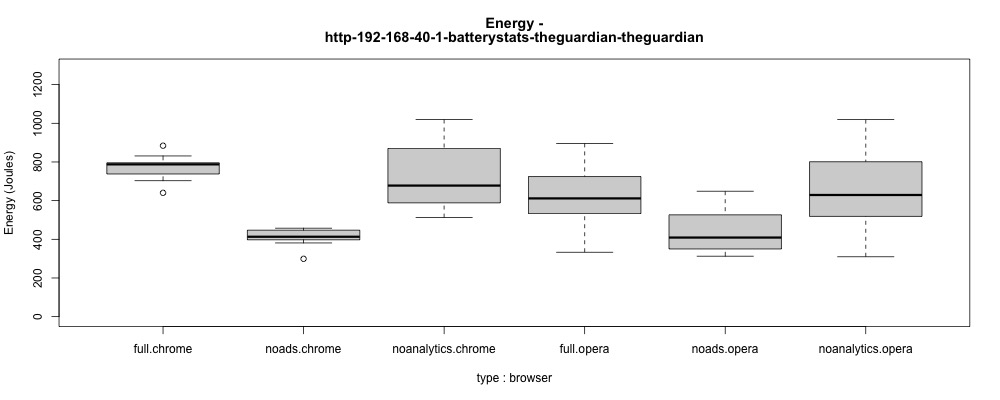 Energy -
http-192-168-40-1-batterystats-theguardian-theguardian
Energy (Joules)
1200
1000
800
600
400
200
0
full.chrome noads.chrome noanalytics.chrome full.opera noads.opera noanalytics.opera
type : browser